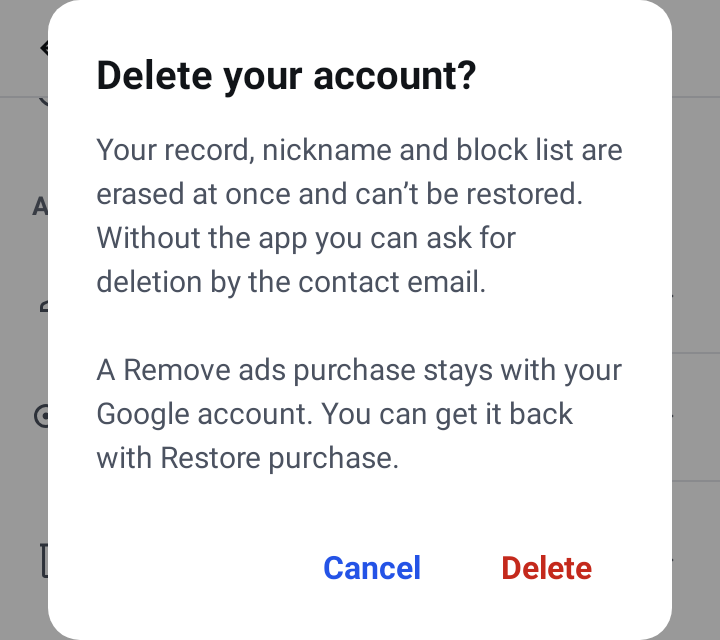 Delete your account?
Your record, nickname and block list are
erased at once and can’t be restored.
Without the app you can ask for
deletion by the contact email.
A Remove ads purchase stays with your
Google account. You can get it back
with Restore purchase.
Cancel Delete